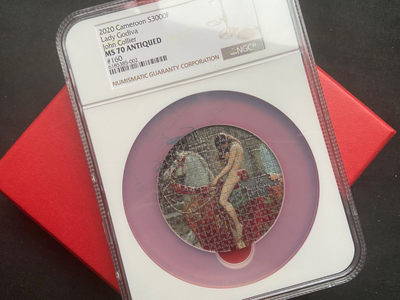 2020 Cameroon S3000F
Lady Godiva
John Collier
MS 70 ANTIQUED
#160
NUMISMATIC GUARANTY CORPORATION
NGC